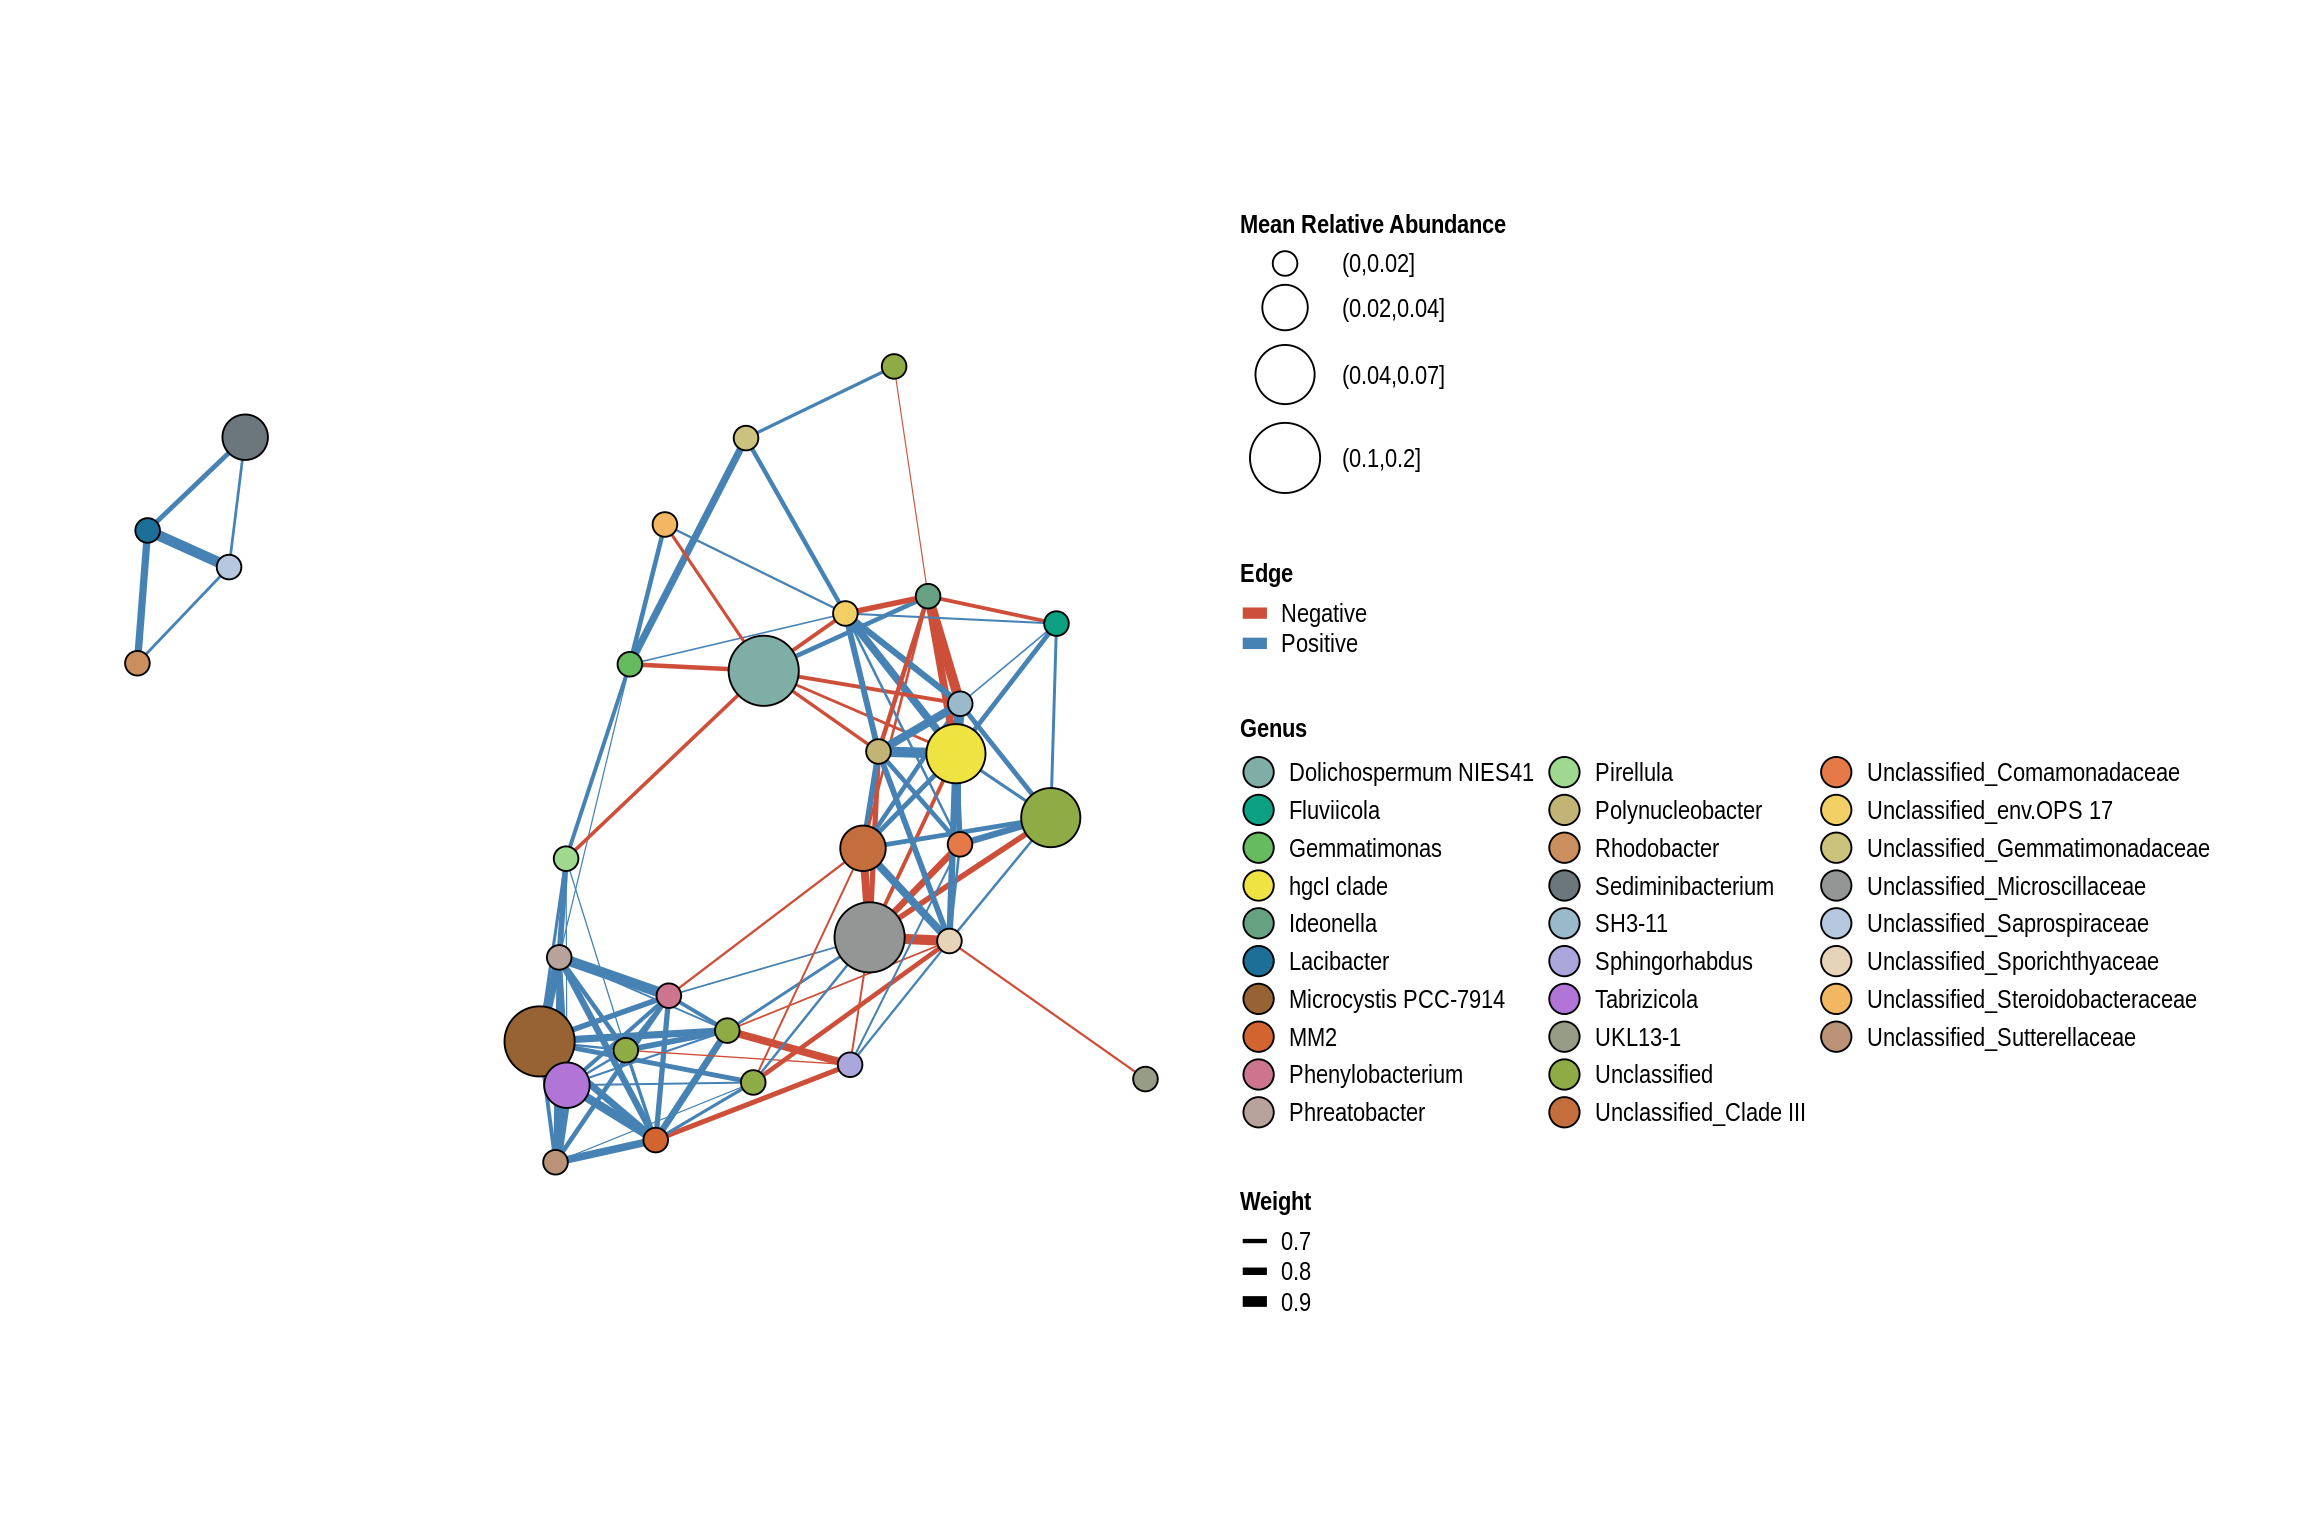 Mean Relative Abundance
(0,0.02]
(0.02,0.04]
(0.04,0.07]
(0.1,0.2]
Edge
Negative
Positive
Genus
Dolichospermum NIES41
Fluviicola
Gemmatimonas
hgcI clade
Ideonella
Lacibacter
Microcystis PCC-7914
MM2
Phenylobacterium
Phreatobacter
Pirellula
Polynucleobacter
Rhodobacter
Sediminibacterium
SH3-11
Sphingorhabdus
Tabrizicola
UKL13-1
Unclassified
Unclassified_Clade III
Unclassified_Comamonadaceae
Unclassified_env.OPS 17
Unclassified_Gemmatimonadaceae
Unclassified_Microscillaceae
Unclassified_Saprospiraceae
Unclassified_Sporichthyaceae
Unclassified_Steroidobacteraceae
Unclassified_Sutterellaceae
Weight
0.7
0.8
0.9